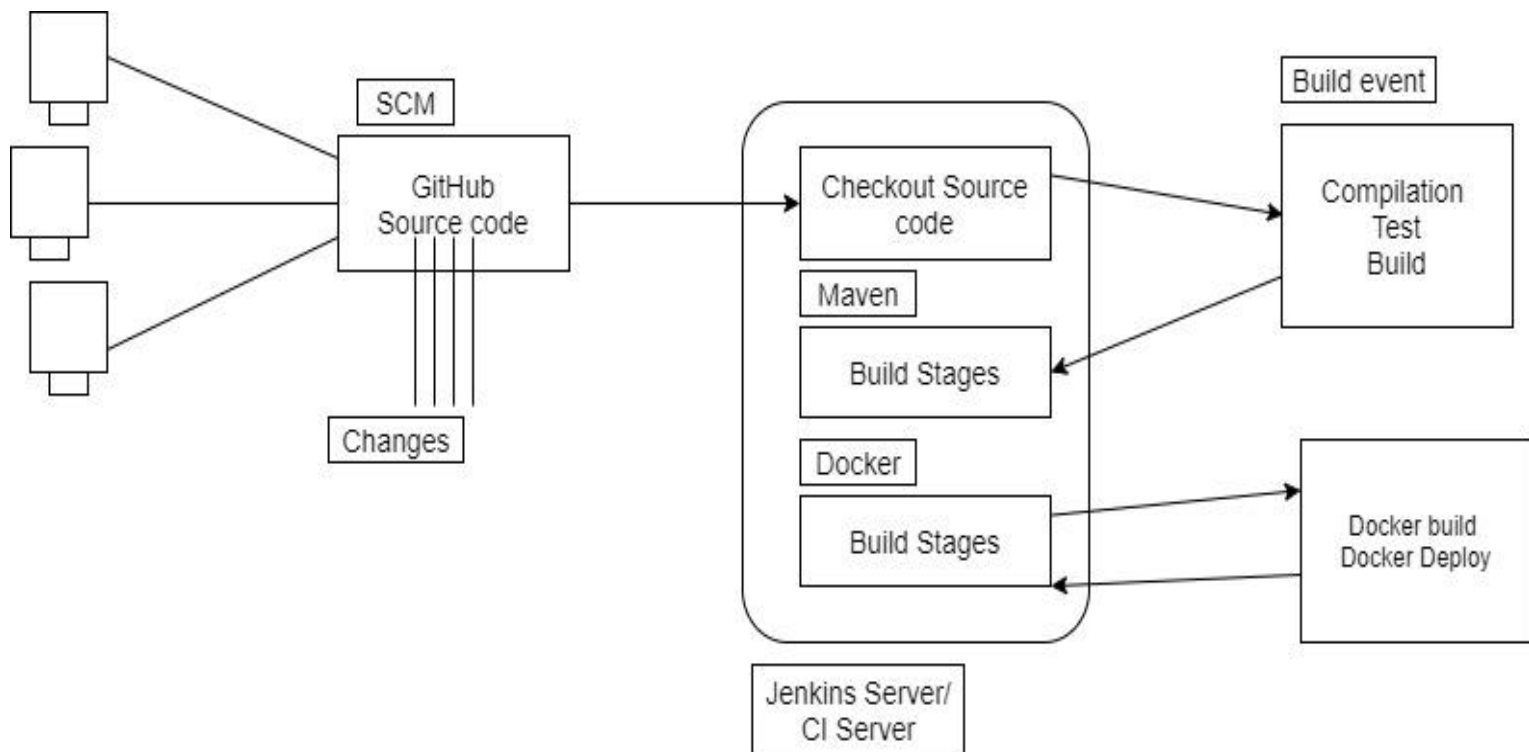 SCM
GitHub
Source code
Changes
Checkout Source
code
Maven
Build Stages
Docker
Build Stages
Jenkins Server/
CI Server
Build event
Compilation
Test
Build
Docker build
Docker Deploy